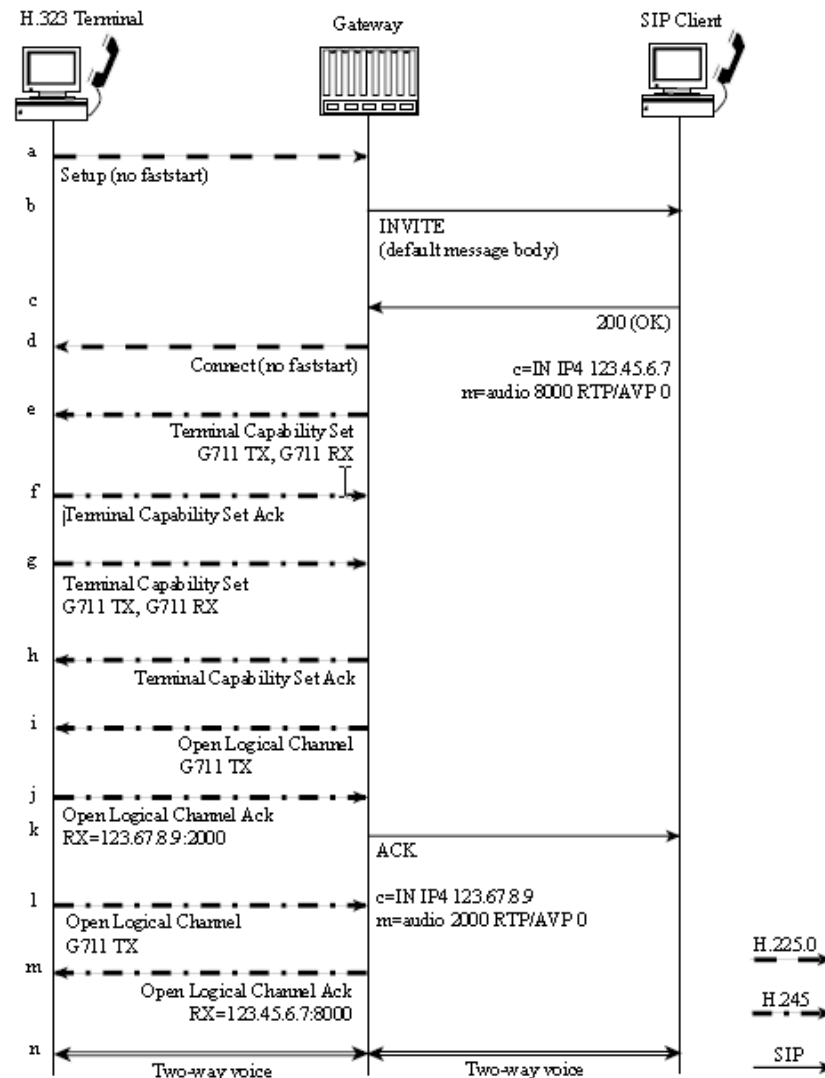 H.323 Terminal
Gateway
SIP Client
a
Setup (no faststart)
b
INVITE
(default message body)
c
200 (OK)
d
Connect (no faststart)
c=IN IP4 123.45.6.7
m=audio 8000 RTP/AVP 0
e
Terminal Capability Set
G711 TX, G711 RX
f
Terminal Capability Set Ack
g
Terminal Capability Set
G711 TX, G711 RX
h
Terminal Capability Set Ack
i
Open Logical Channel
G711 TX
j
Open Logical Channel Ack
RX=123.67.8.9:2000
k
ACK
l
c=IN IP4 123.67.8.9
m=audio 2000 RTP/AVP 0
Open Logical Channel
G711 TX
H.225.0
m
Open Logical Channel Ack
RX=123.45.6.7:8000
H.245
n
Two-way voice
Two-way voice
SIP